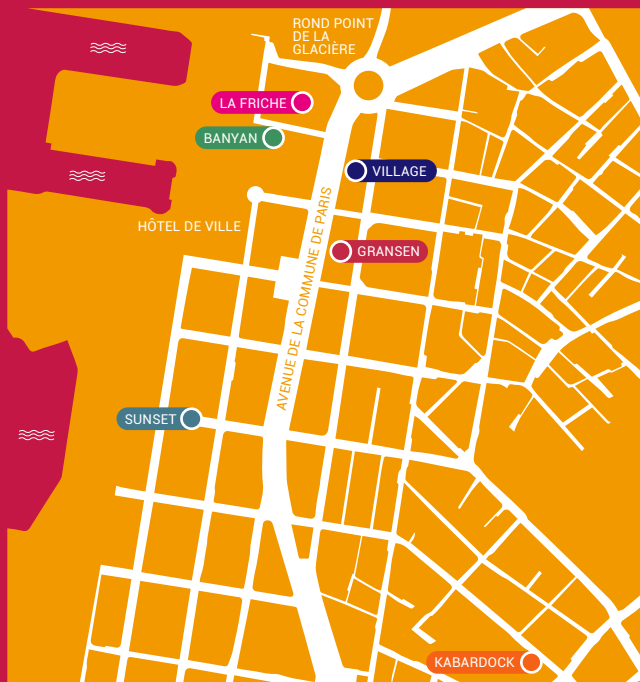 ROND POINT
DE LA
GLACIÈRE
LA FRICHE
BANYAN
VILLAGE
HÔTEL DE VILLE
GRANSEN
AVENUE DE LA COMMUNE DE PARIS
SUNSET
KABARDOCK